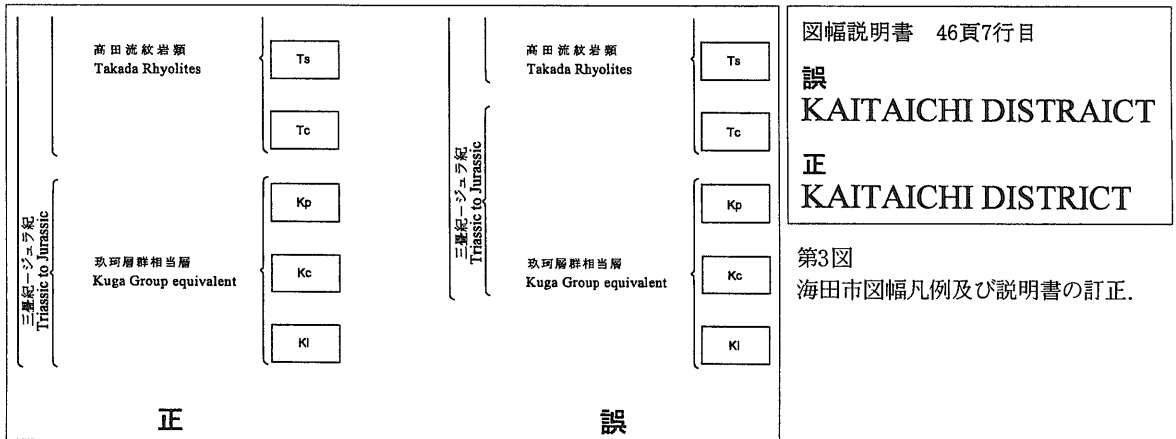 高田流紋岩類
Takada Rhyolites
Ts
Tc
三畳紀－ジュラ紀
Triassic to Jurassic
Kp
玖珂層群相当層
Kuga Group equivalent
Kc
Kl
正
高田流紋岩類
Takada Rhyolites
Ts
Tc
三畳紀－ジュラ紀
Triassic to Jurassic
Kp
玖珂層群相当層
Kuga Group equivalent
Kc
Kl
誤
図幅説明書　46頁7行目
誤
KAITAICHI DISTRAICT
正
KAITAICHI DISTRICT
第3図
海田市図幅凡例及び説明書の訂正.